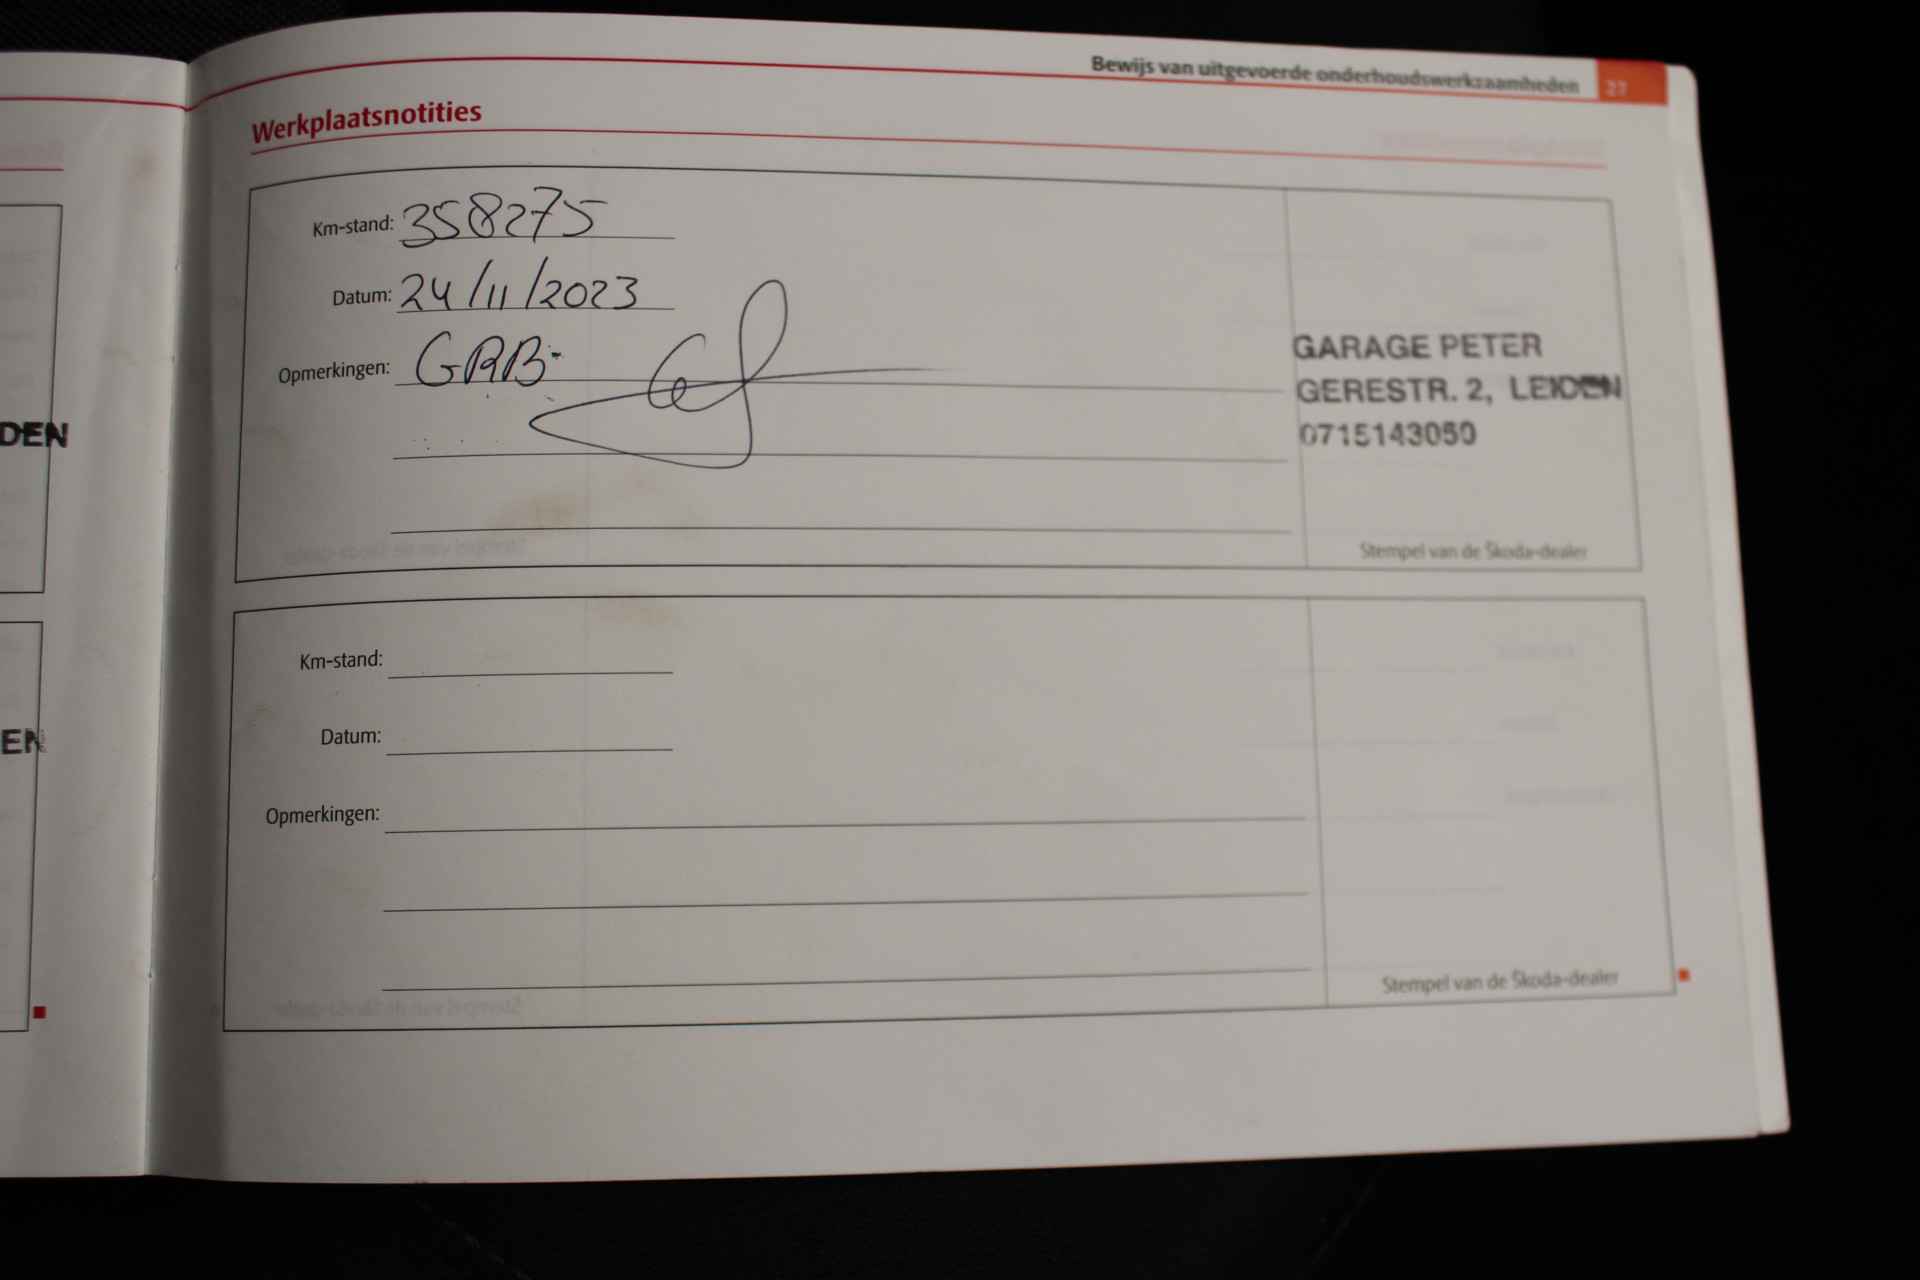 Bewijs van uitgevoerde onderhoudswerkzaamheden 27
Werkplaatsnotities
Km-stand: 358275
Datum: 24/11/2023
Opmerkingen: GRB-
GARAGE PETER
GERESTR. 2, LEIDEN
0715143050
Stempel van de Škoda-dealer
Km-stand:
Datum:
Opmerkingen:
Stempel van de Škoda-dealer
DEN
EN